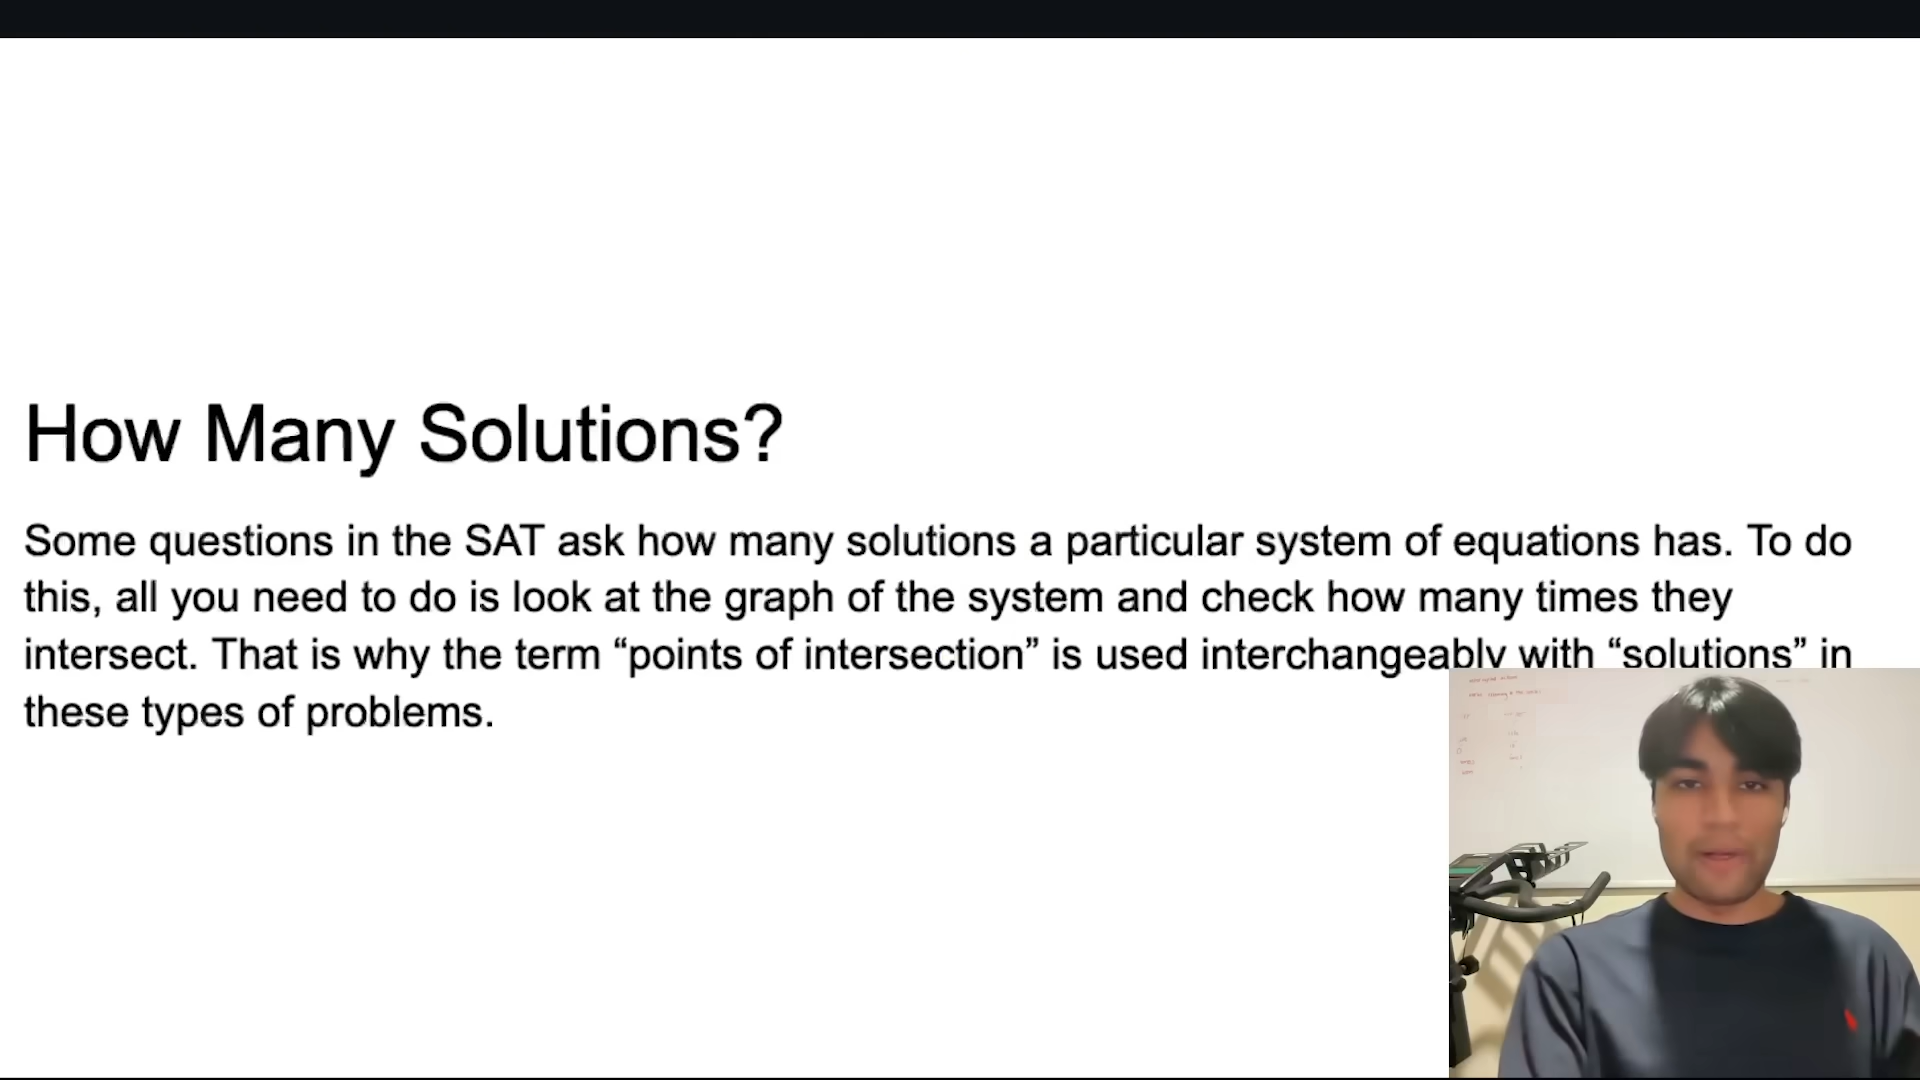 How Many Solutions?
Some questions in the SAT ask how many solutions a particular system of equations has. To do
this, all you need to do is look at the graph of the system and check how many times they
intersect. That is why the term “points of intersection” is used interchangeably with “solutions” in
these types of problems.